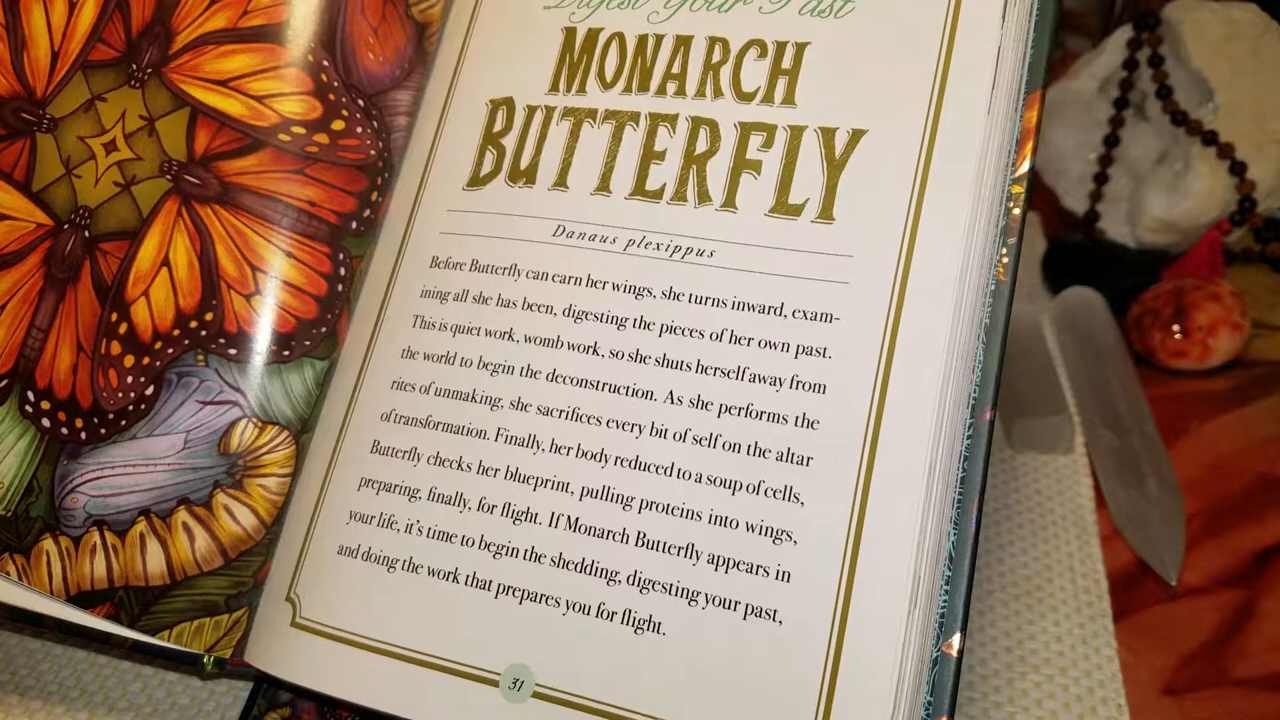 Digest Your Past
MONARCH
BUTTERFLY
Danaus plexippus
Before Butterfly can earn her wings, she turns inward, exam-
ining all she has been, digesting the pieces of her own past.
This is quiet work, womb work, so she shuts herself away from
the world to begin the deconstruction. As she performs the
rites of unmaking, she sacrifices every bit of self on the altar
of transformation. Finally, her body reduced to a soup of cells,
Butterfly checks her blueprint, pulling proteins into wings,
preparing, finally, for flight. If Monarch Butterfly appears in
your life, it's time to begin the shedding, digesting your past,
and doing the work that prepares you for flight.
31